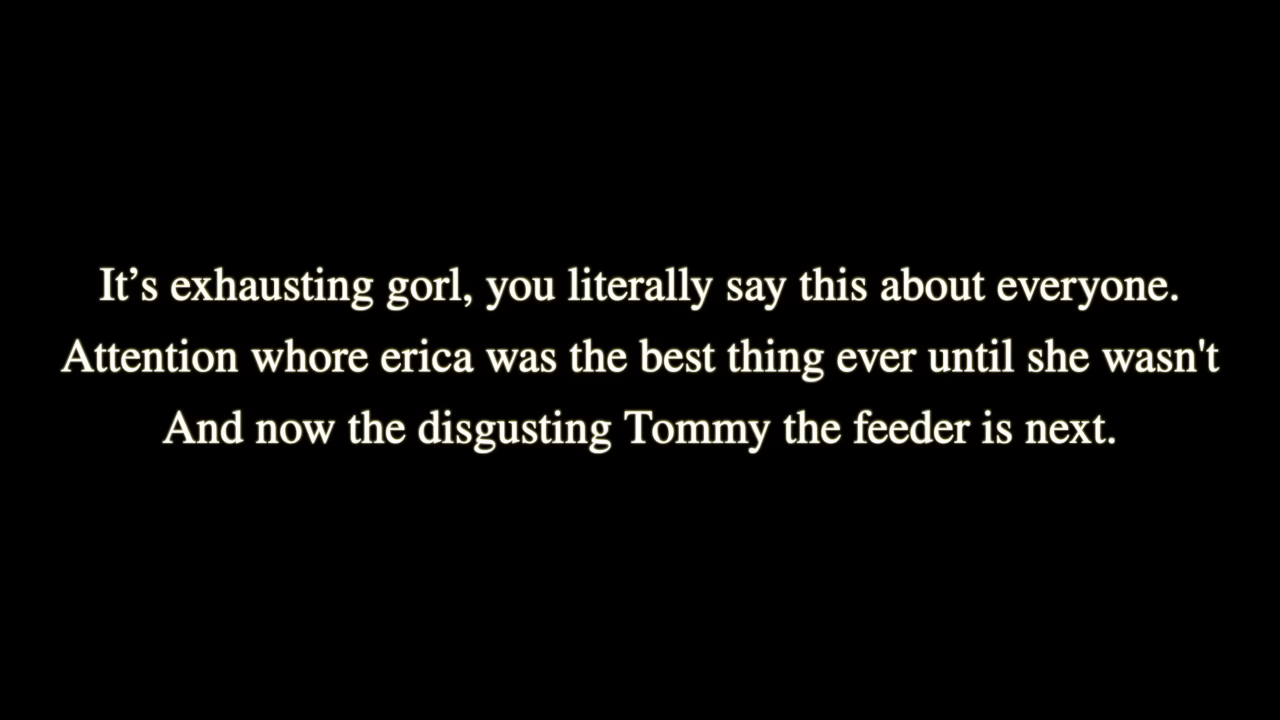 It’s exhausting gorl, you literally say this about everyone.
Attention whore erica was the best thing ever until she wasn't
And now the disgusting Tommy the feeder is next.